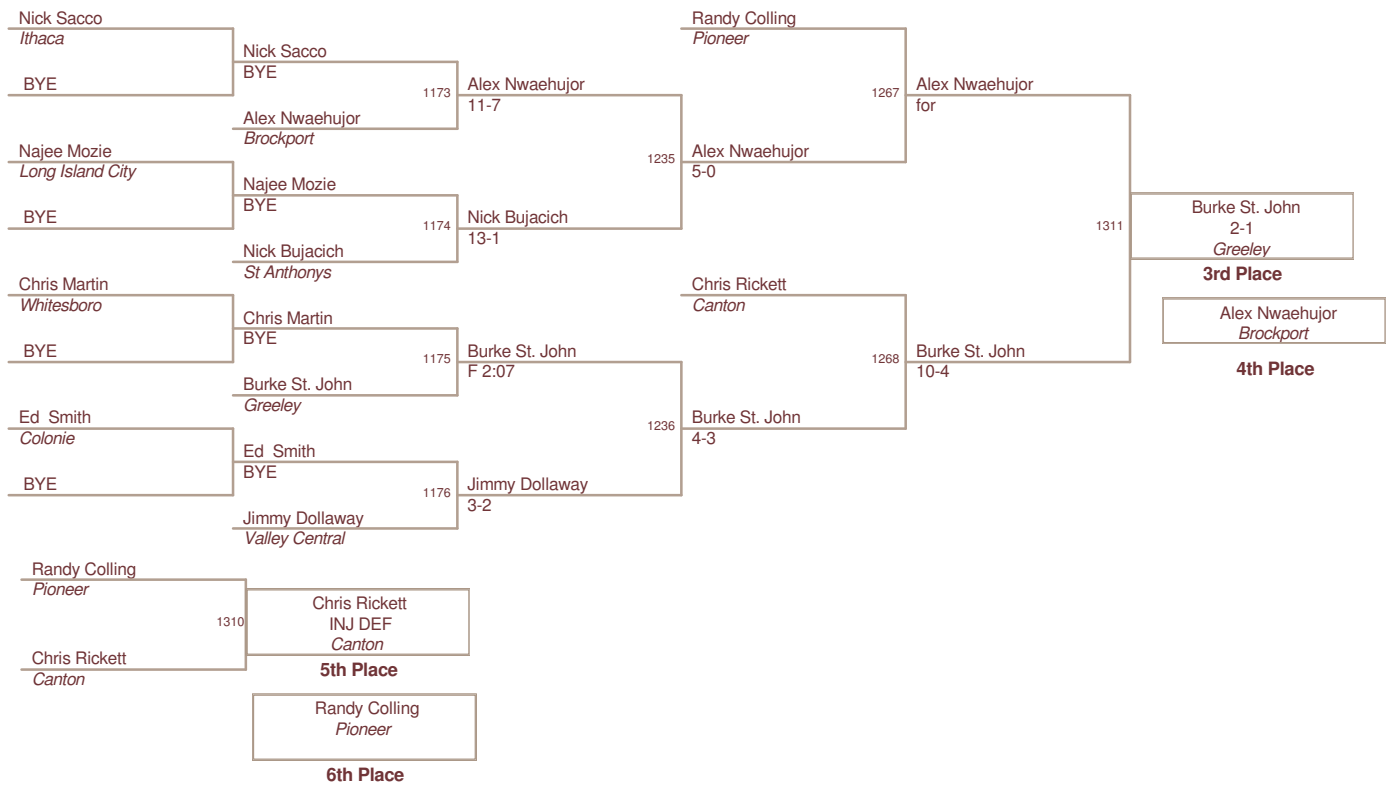 Nick Sacco
Ithaca
BYE
Nick Sacco
BYE
Alex Nwaehujor
Brockport
1173
Alex Nwaehujor
11-7
Najee Mozie
Long Island City
BYE
Najee Mozie
BYE
Nick Bujacich
St Anthonys
1174
Nick Bujacich
13-1
Chris Martin
Whitesboro
BYE
Chris Martin
BYE
Burke St. John
Greeley
1175
Burke St. John
F 2:07
Ed  Smith
Colonie
BYE
Ed  Smith
BYE
Jimmy Dollaway
Valley Central
1176
Jimmy Dollaway
3-2
1235
Alex Nwaehujor
5-0
1236
Burke St. John
4-3
Randy Colling
Pioneer
1267
Alex Nwaehujor
for
Chris Rickett
Canton
1268
Burke St. John
10-4
1311
Burke St. John
2-1
Greeley
3rd Place
Alex Nwaehujor
Brockport
4th Place
Randy Colling
Pioneer
Chris Rickett
Canton
1310
Chris Rickett
INJ DEF
Canton
5th Place
Randy Colling
Pioneer
6th Place